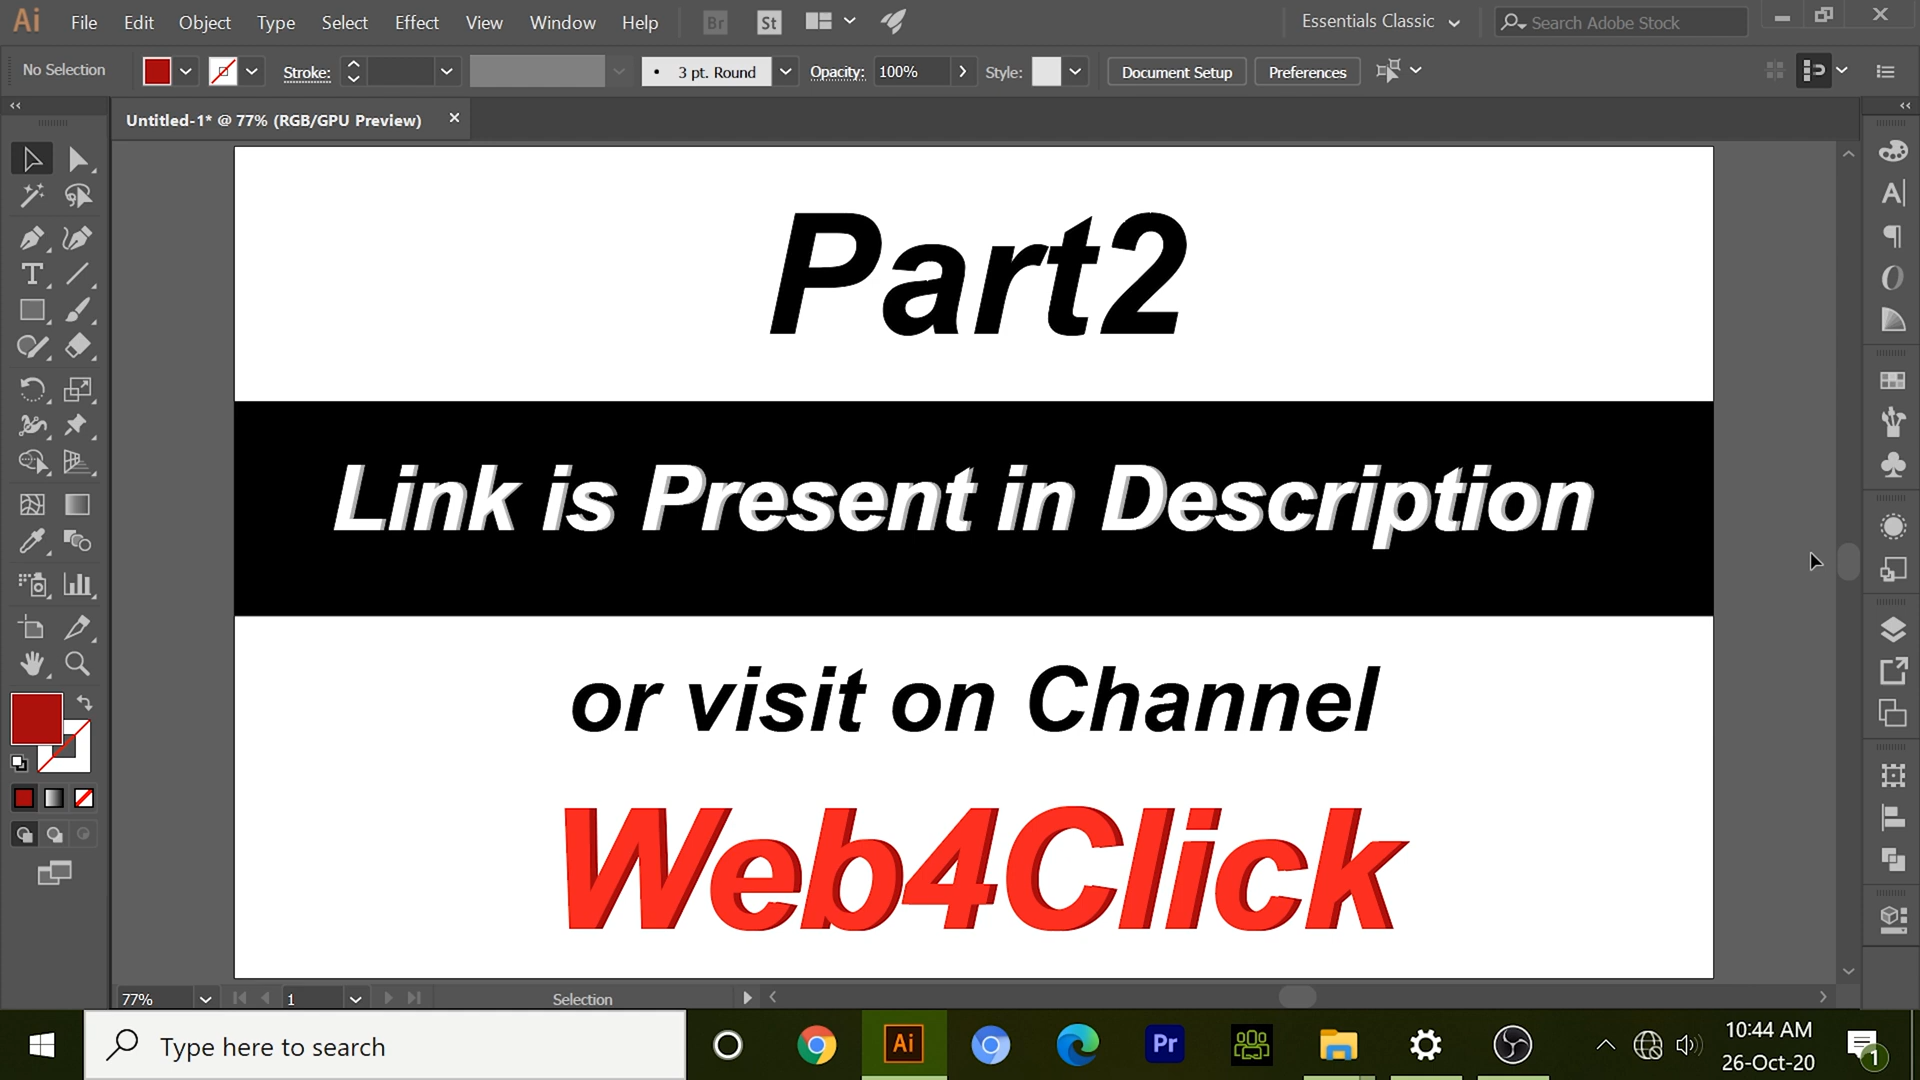 Ai File Edit Object Type Select Effect View Window Help Br St Essentials Classic Search Adobe Stock
No Selection Stroke: 3 pt. Round Opacity: 100% Style: Document Setup Preferences
Untitled-1* @ 77% (RGB/GPU Preview)
Part2
Link is Present in Description
or visit on Channel
Web4Click
77% 1 Selection
Type here to search Ai Pr 10:44 AM
26-Oct-20 1